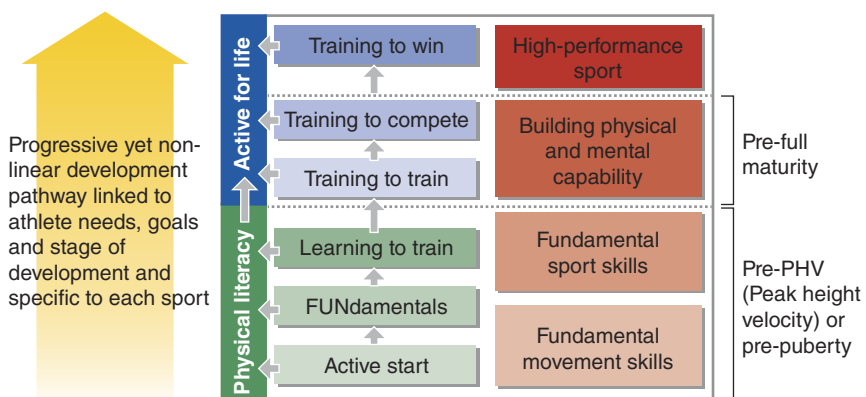 Progressive yet non-
linear development
pathway linked to
athlete needs, goals
and stage of
development and
specific to each sport
Active for life
Physical literacy
Training to win
Training to compete
Training to train
Learning to train
FUNdamentals
Active start
High-performance
sport
Building physical
and mental
capability
Fundamental
sport skills
Fundamental
movement skills
Pre-full
maturity
Pre-PHV
(Peak height
velocity) or
pre-puberty